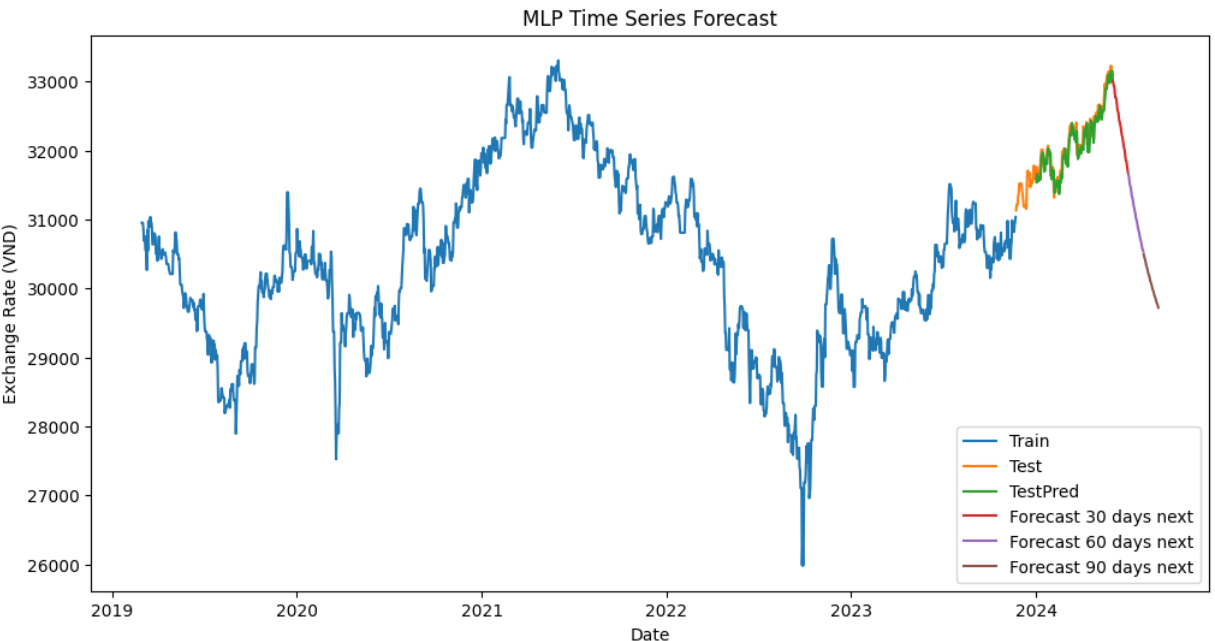 MLP Time Series Forecast
Exchange Rate (VND)
33000
32000
31000
30000
29000
28000
27000
26000
2019
2020
2021
2022
2023
2024
Date
Train
Test
TestPred
Forecast 30 days next
Forecast 60 days next
Forecast 90 days next